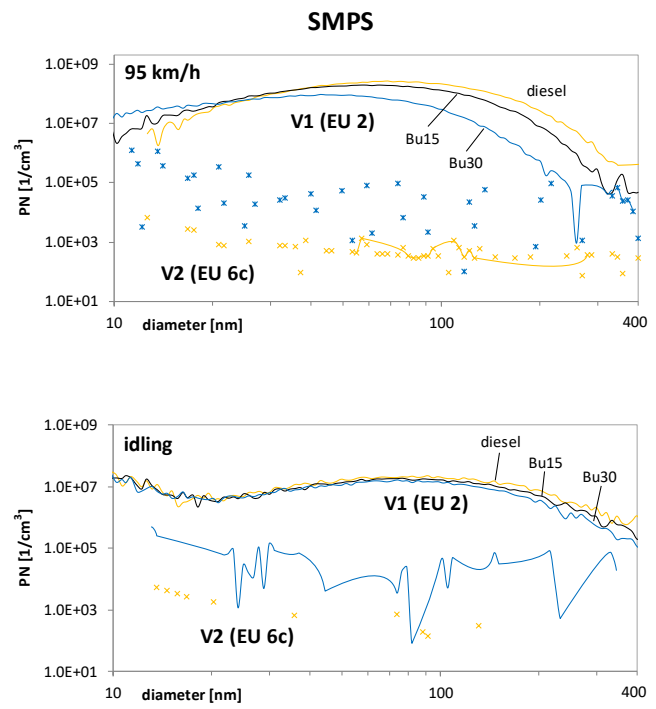 SMPS
95 km/h
1.0E+09
diesel
1.0E+07
V1 (EU 2)
Bu15
Bu30
PN [1/cm³]
1.0E+05
1.0E+03
V2 (EU 6c)
1.0E+01
10
diameter [nm]
100
400
idling
1.0E+09
diesel
Bu15
Bu30
1.0E+07
V1 (EU 2)
PN [1/cm³]
1.0E+05
1.0E+03
V2 (EU 6c)
1.0E+01
10
diameter [nm]
100
400